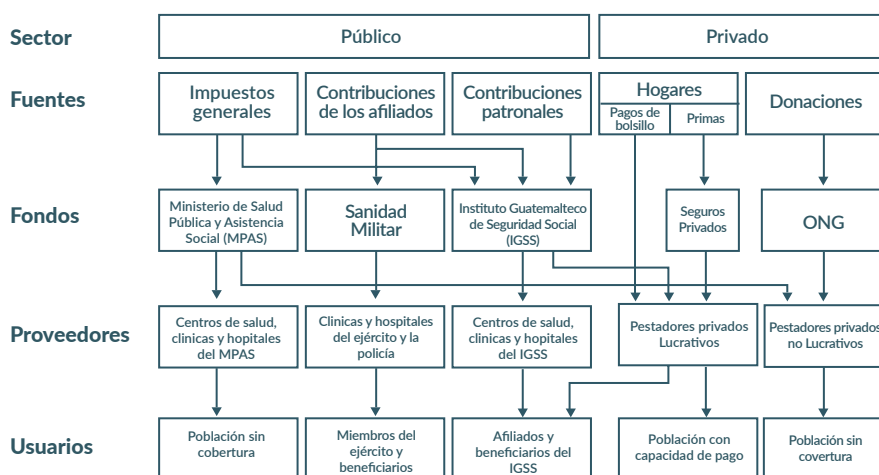 Sector
Público
Privado
Fuentes
Impuestos
generales
Contribuciones
de los afiliados
Contribuciones
patronales
Hogares
Pagos de
bolsillo
Primas
Donaciones
Fondos
Ministerio de Salud
Pública y Asistencia
Social (MPAS)
Sanidad
Militar
Instituto Guatemalteco
de Seguridad Social
(IGSS)
Seguros
Privados
ONG
Proveedores
Centros de salud,
clinicas y hopitales
del MPAS
Clinicas y hospitales
del ejército y la
policía
Centros de salud,
clinicas y hopitales
del IGSS
Pestadores privados
Lucrativos
Pestadores privados
no Lucrativos
Usuarios
Población sin
cobertura
Miembros del
ejército y
beneficiarios
Afiliados y
beneficiarios del
IGSS
Población con
capacidad de pago
Población sin
covertura